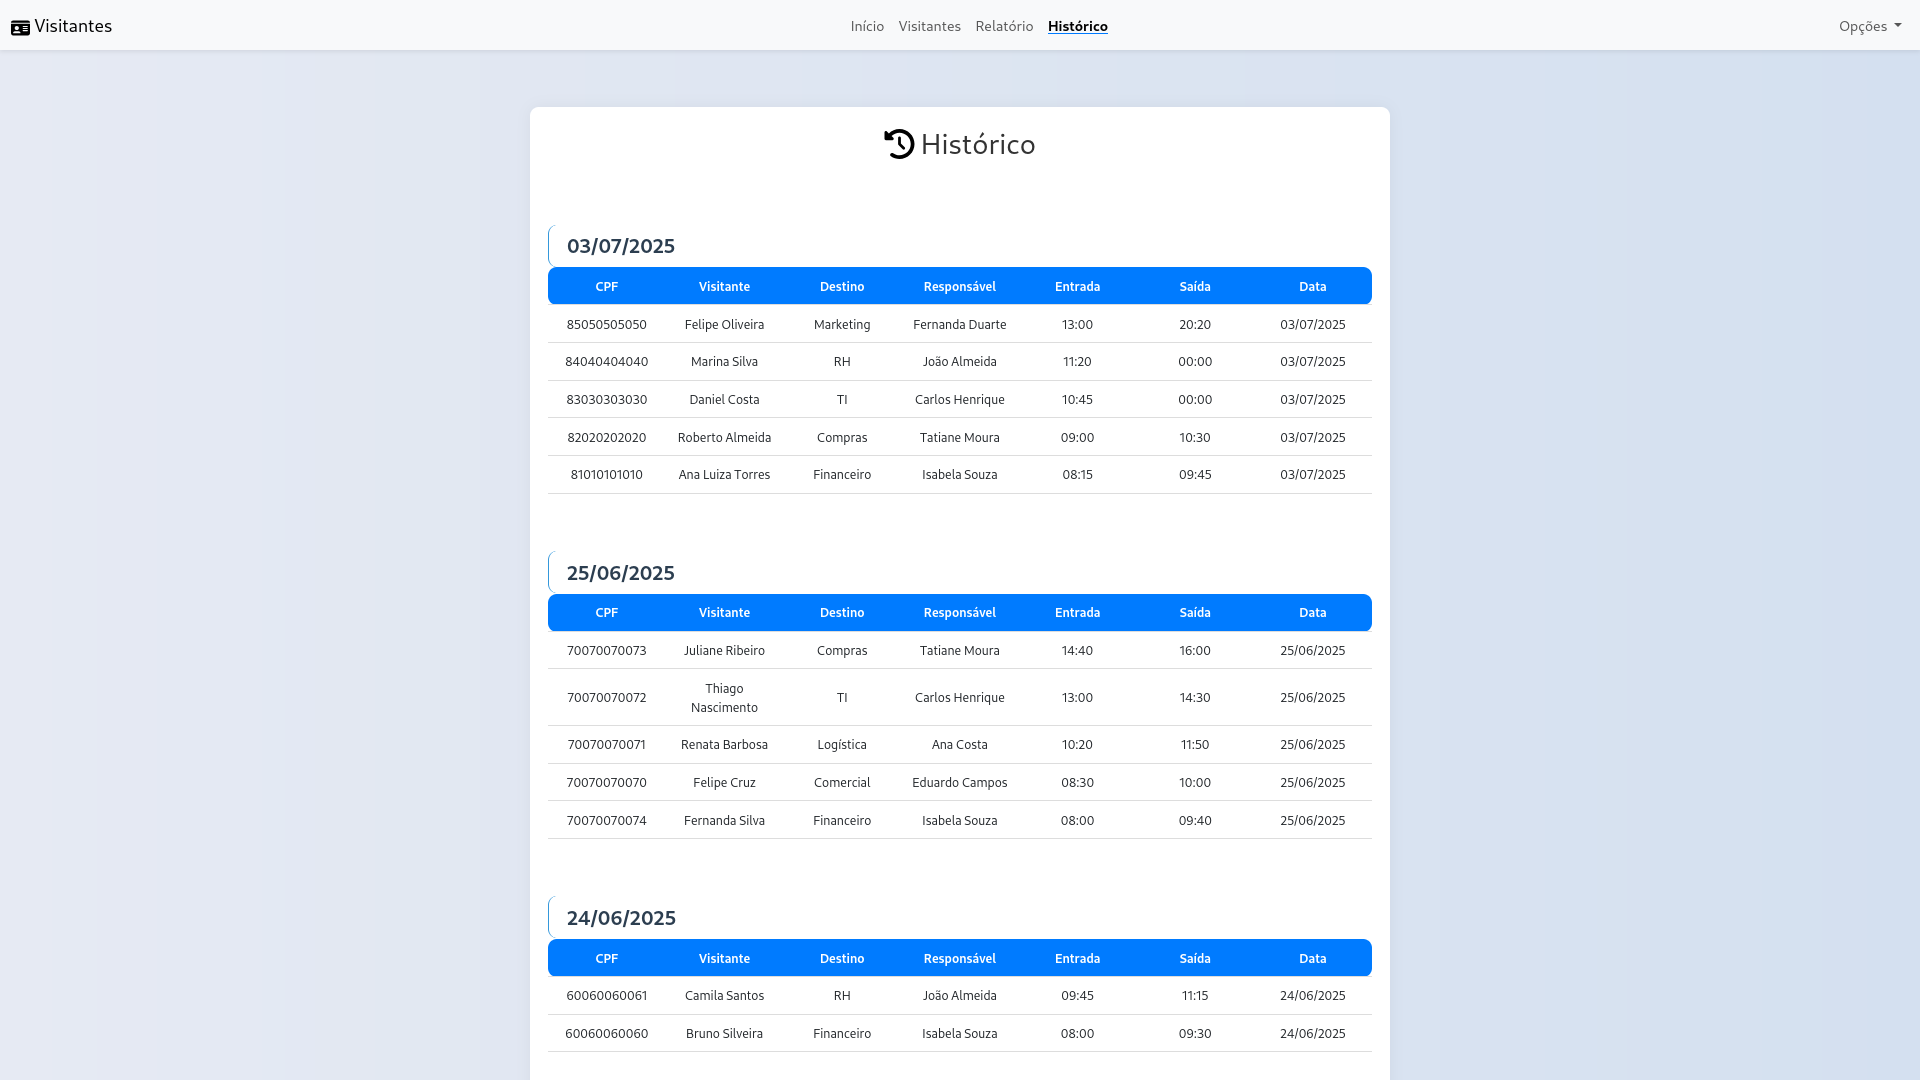 Visitantes
Início Visitantes Relatório Histórico
Opções
Histórico
03/07/2025
CPF Visitante Destino Responsável Entrada Saída Data
85050505050 Felipe Oliveira Marketing Fernanda Duarte 13:00 20:20 03/07/2025
84040404040 Marina Silva RH João Almeida 11:20 00:00 03/07/2025
83030303030 Daniel Costa TI Carlos Henrique 10:45 00:00 03/07/2025
82020202020 Roberto Almeida Compras Tatiane Moura 09:00 10:30 03/07/2025
81010101010 Ana Luiza Torres Financeiro Isabela Souza 08:15 09:45 03/07/2025
25/06/2025
CPF Visitante Destino Responsável Entrada Saída Data
70070070073 Juliane Ribeiro Compras Tatiane Moura 14:40 16:00 25/06/2025
70070070072 Thiago Nascimento TI Carlos Henrique 13:00 14:30 25/06/2025
70070070071 Renata Barbosa Logística Ana Costa 10:20 11:50 25/06/2025
70070070070 Felipe Cruz Comercial Eduardo Campos 08:30 10:00 25/06/2025
70070070074 Fernanda Silva Financeiro Isabela Souza 08:00 09:40 25/06/2025
24/06/2025
CPF Visitante Destino Responsável Entrada Saída Data
60060060061 Camila Santos RH João Almeida 09:45 11:15 24/06/2025
60060060060 Bruno Silveira Financeiro Isabela Souza 08:00 09:30 24/06/2025